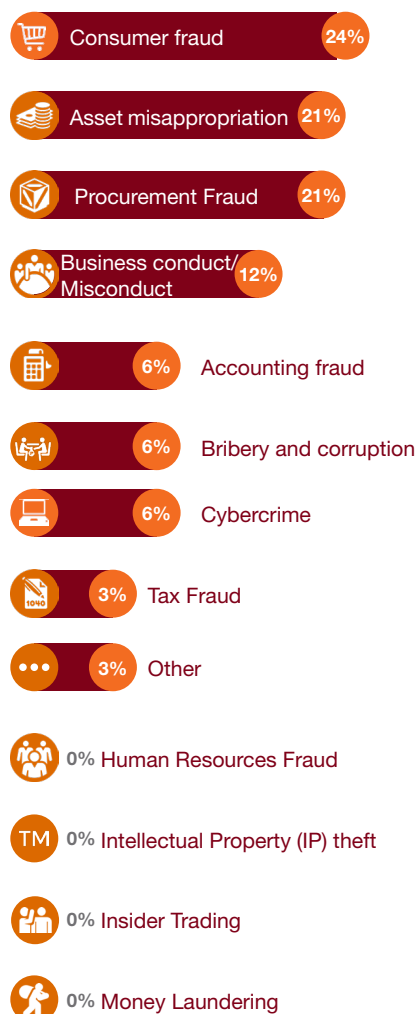 Consumer fraud 24%
Asset misappropriation 21%
Procurement Fraud 21%
Business conduct/
Misconduct 12%
6% Accounting fraud
6% Bribery and corruption
6% Cybercrime
1040 3% Tax Fraud
3% Other
0% Human Resources Fraud
TM 0% Intellectual Property (IP) theft
0% Insider Trading
0% Money Laundering